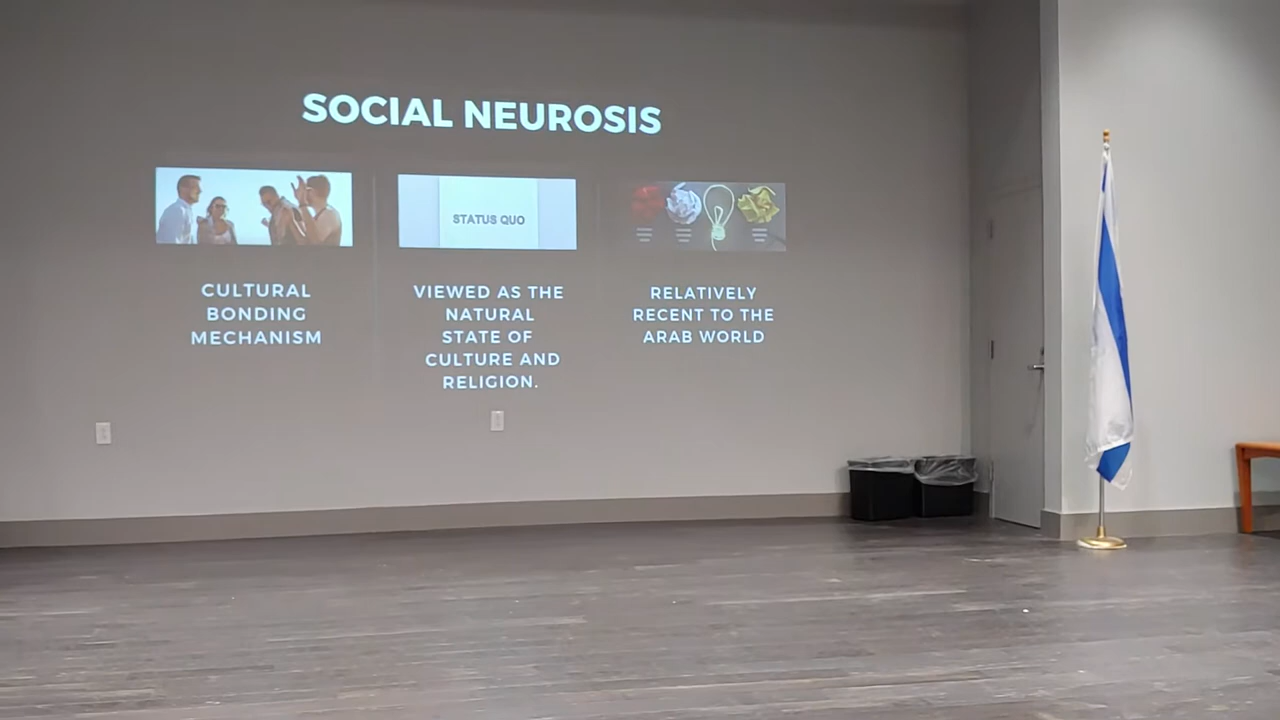 SOCIAL NEUROSIS
STATUS QUO
CULTURAL
BONDING
MECHANISM
VIEWED AS THE
NATURAL
STATE OF
CULTURE AND
RELIGION.
RELATIVELY
RECENT TO THE
ARAB WORLD